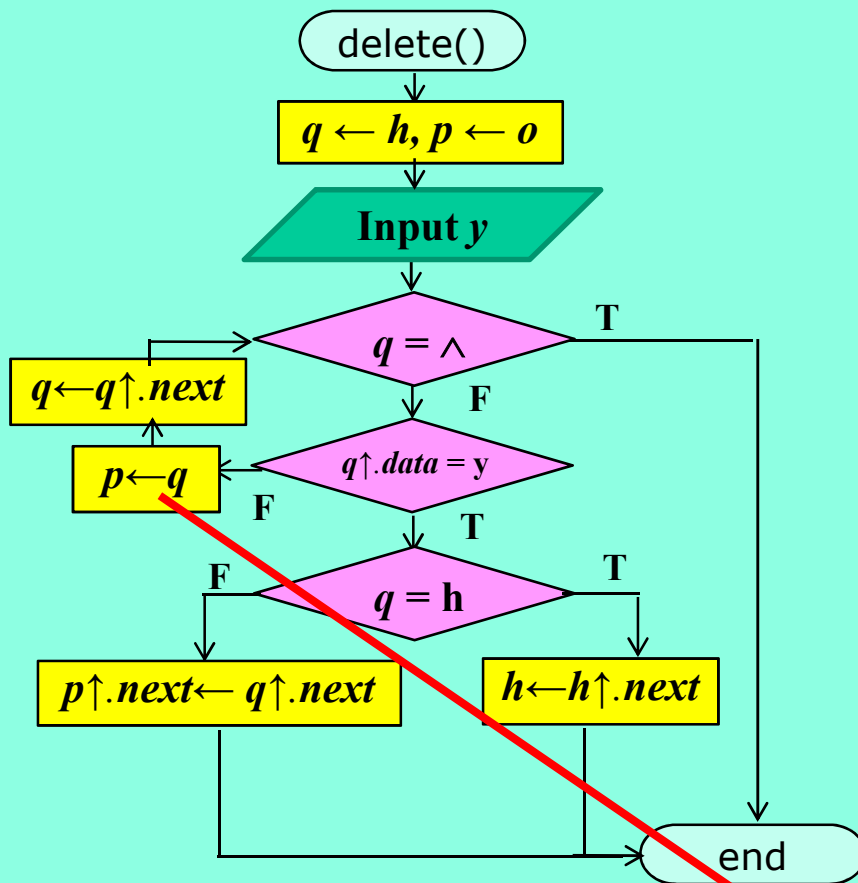 delete()
q ← h, p ← o
Input y
q = ∧
T
F
q←q↑.next
q↑.data = y
p←q
F
T
q = h
F
T
p↑.next← q↑.next
h←h↑.next
end